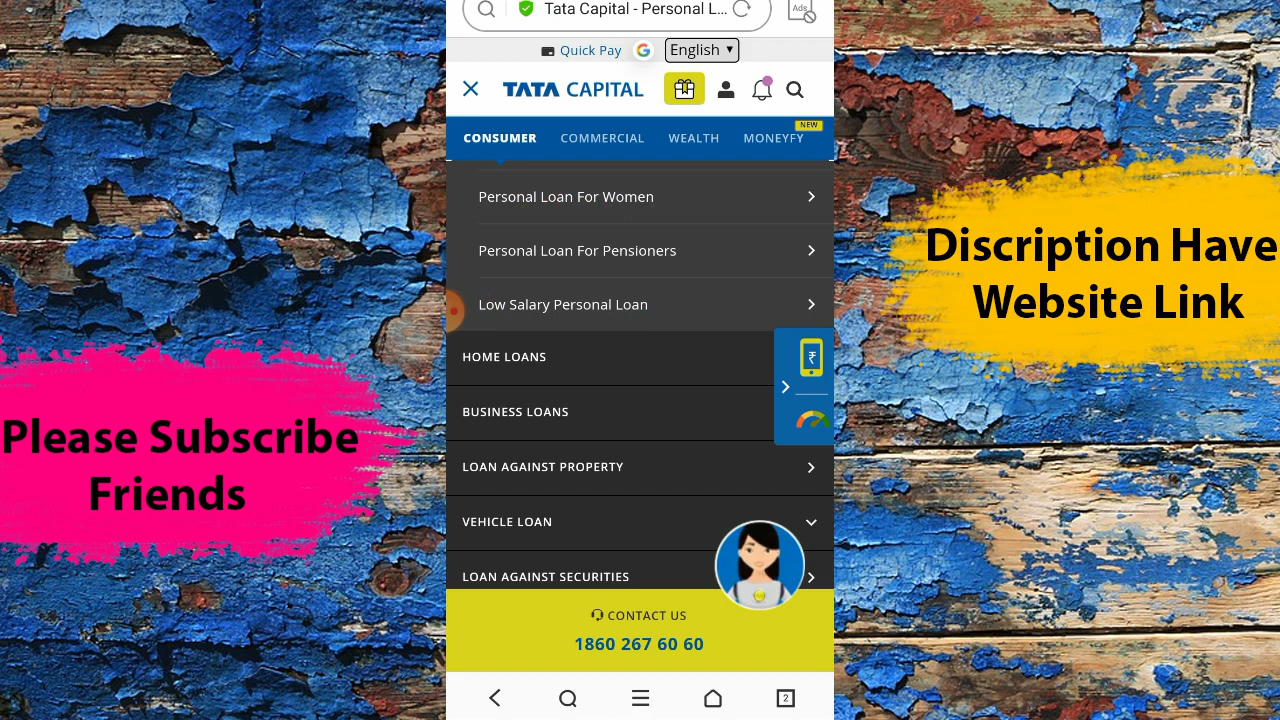 Tata Capital - Personal L...
Ads
Quick Pay
G
English
TATA CAPITAL
NEW
CONSUMER COMMERCIAL WEALTH MONEYFY
Personal Loan For Women
Personal Loan For Pensioners
Low Salary Personal Loan
HOME LOANS
₹
BUSINESS LOANS
LOAN AGAINST PROPERTY
VEHICLE LOAN
LOAN AGAINST SECURITIES
CONTACT US
1860 267 60 60
2
Please Subscribe
Friends
Discription Have
Website Link